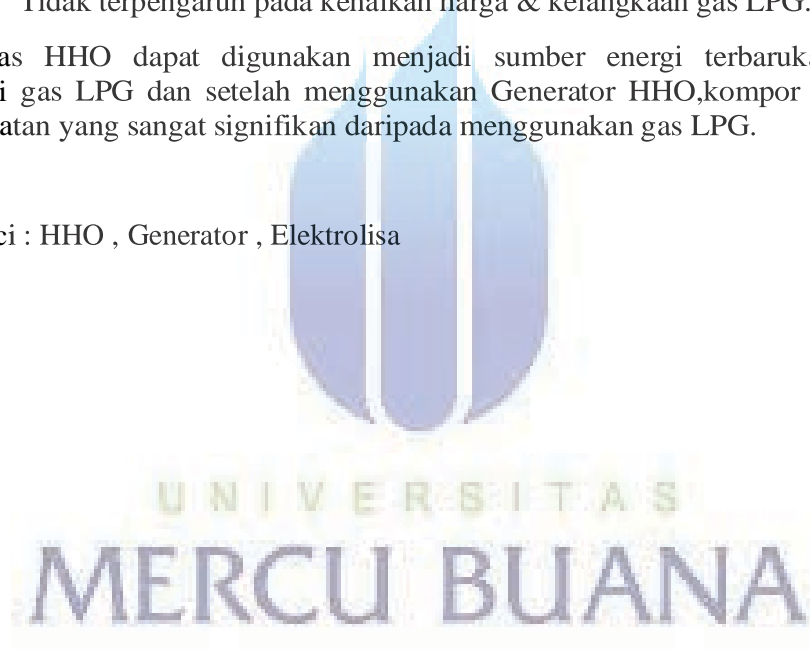 Tidak terpengaruh pada kenaikan harga & kelangkaan gas LPG.
as HHO dapat digunakan menjadi sumber energi terbaruk
i gas LPG dan setelah menggunakan Generator HHO,kompor
atan yang sangat signifikan daripada menggunakan gas LPG.
ci : HHO , Generator , Elektrolisa
UNIVERSITAS
MERCU BUANA